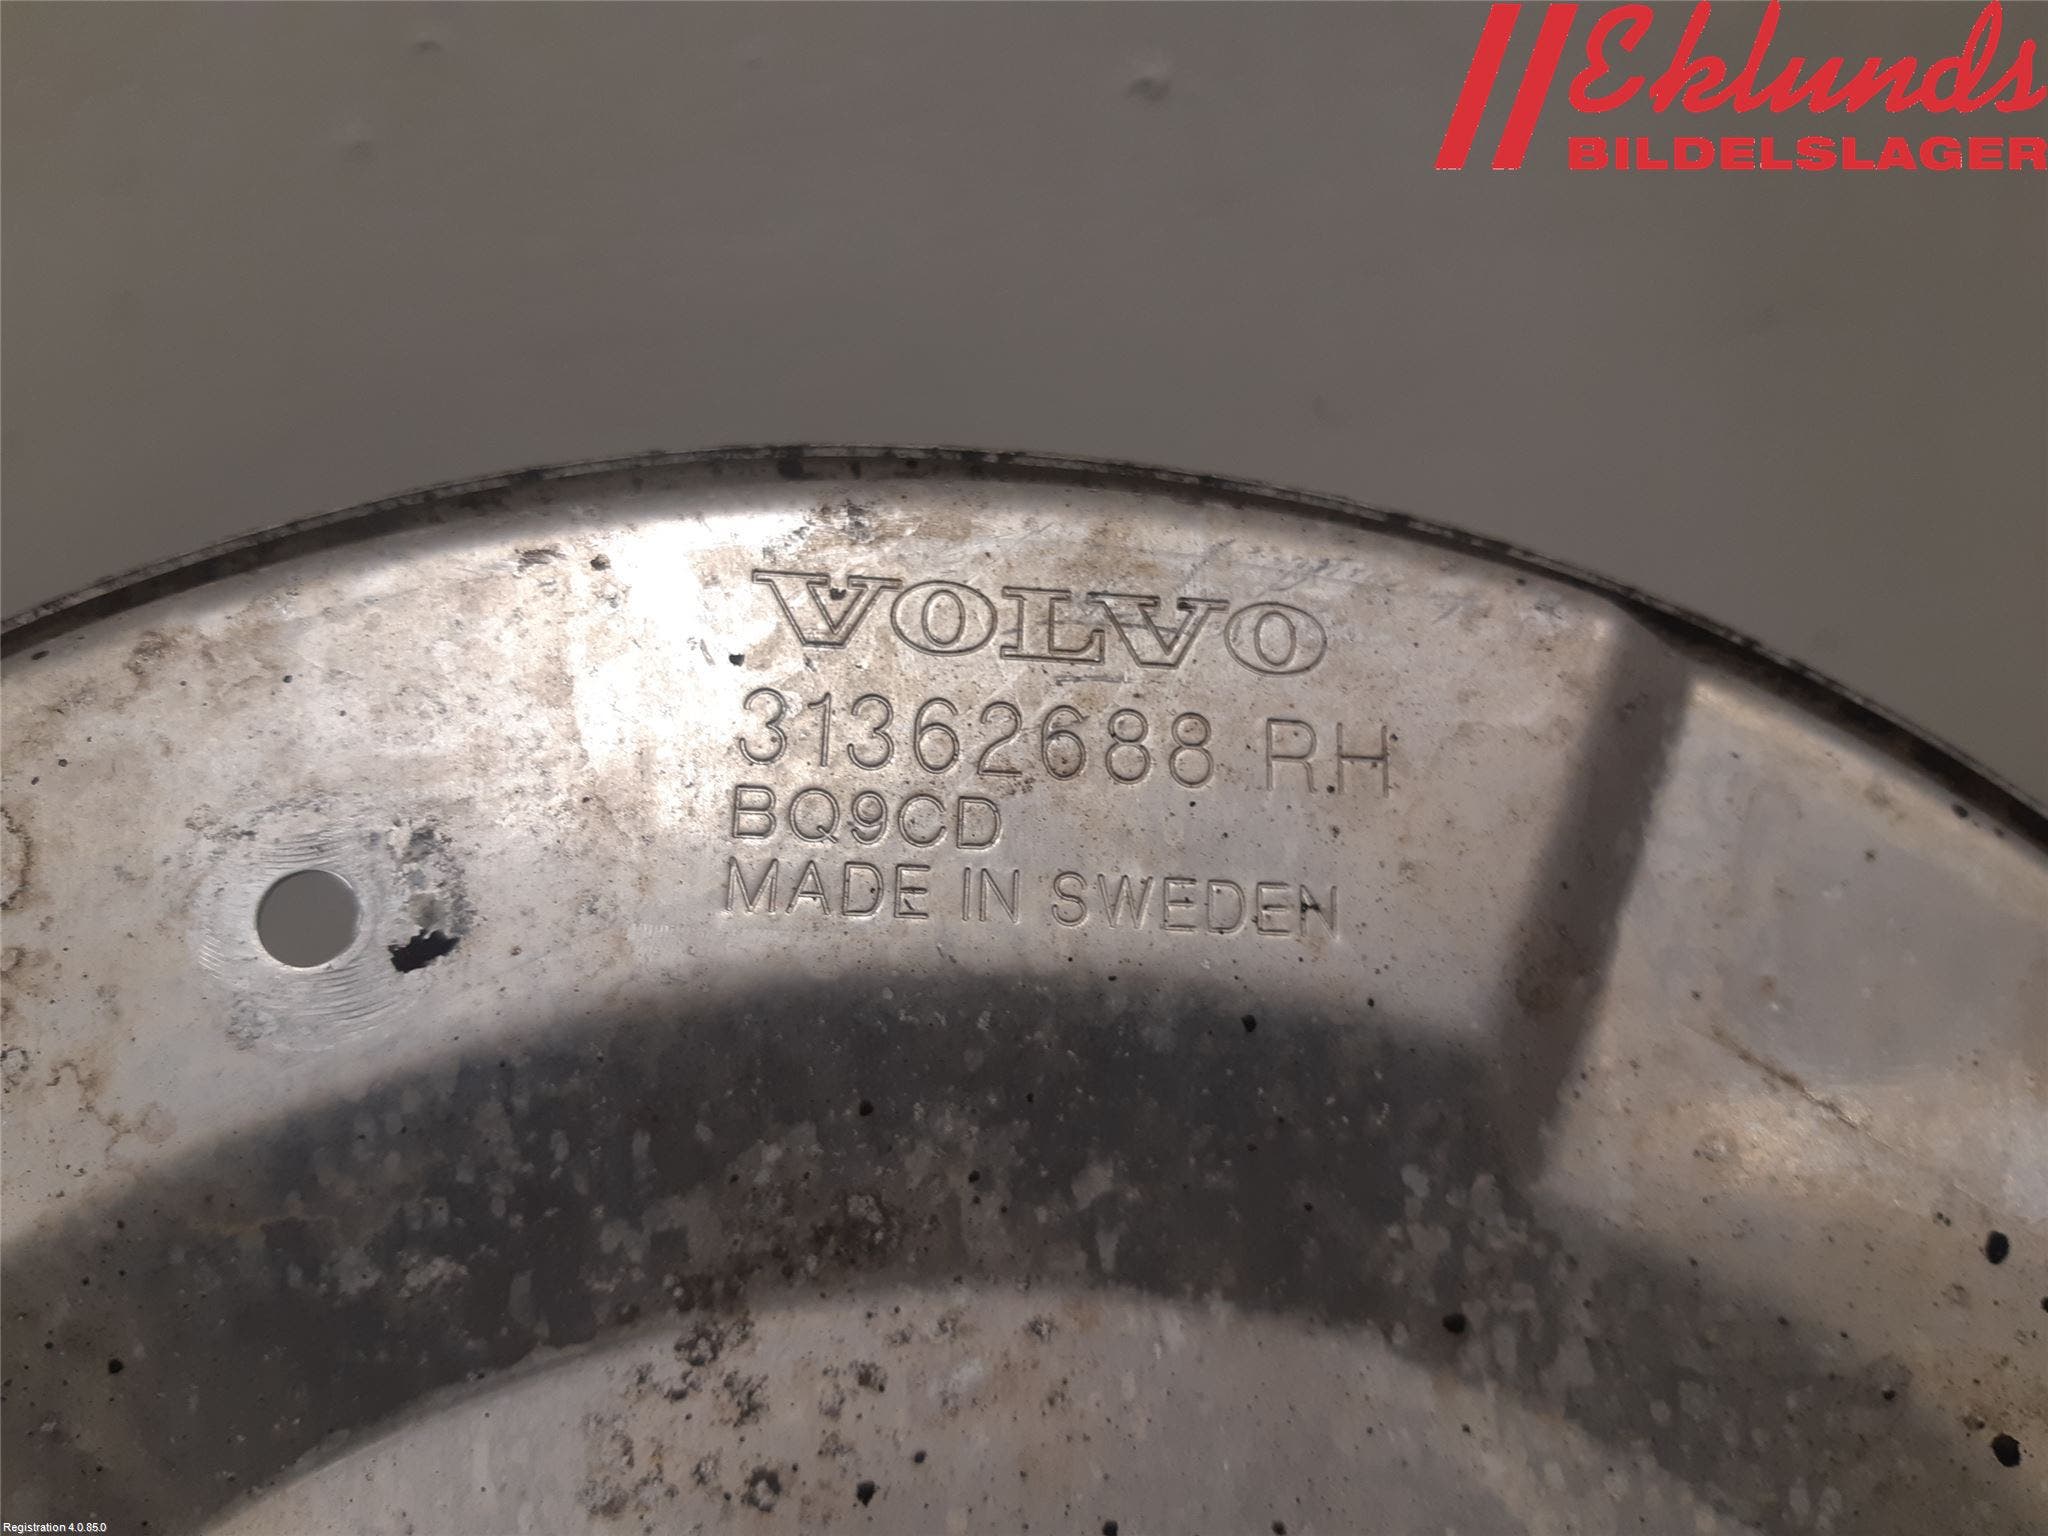 Eklunds
BILDELSLAGER
VOLVO
31362688 RH
BQ9CD
MADE IN SWEDEN
Registration 4.0.85.0